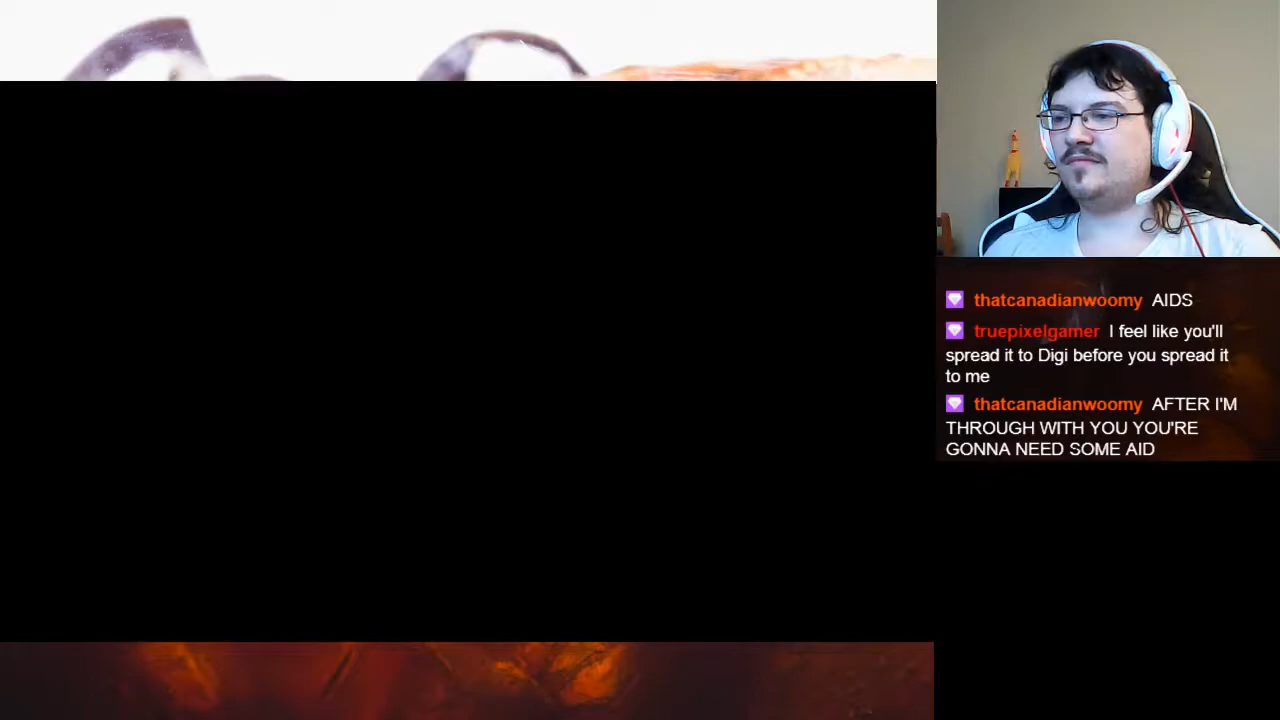 thatcanadianwoomy AIDS
truepixelgamer I feel like you'll
spread it to Digi before you spread it
to me
thatcanadianwoomy AFTER I'M
THROUGH WITH YOU YOU'RE
GONNA NEED SOME AID